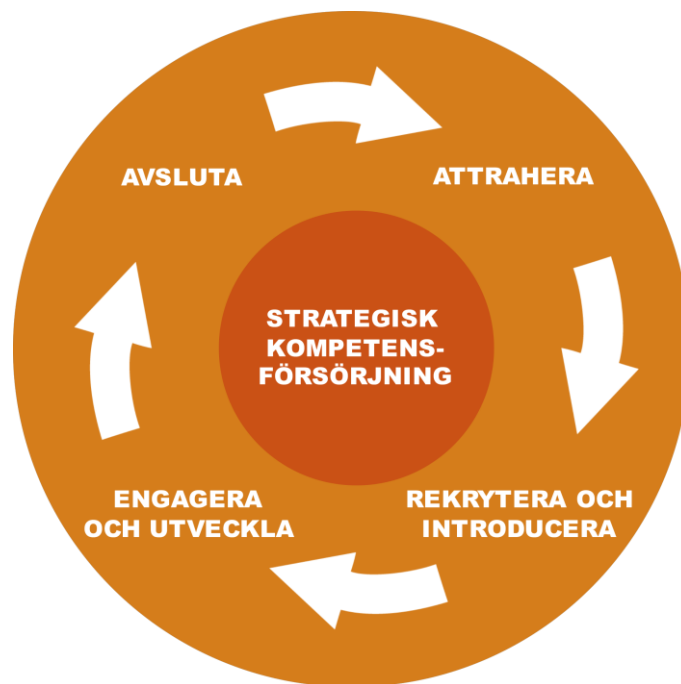 AVSLUTA
ATTRAHERA
STRATEGISK
KOMPETENS-
FÖRSÖRJNING
ENGAGERA
OCH UTVECKLA
REKRYTERA OCH
INTRODUCERA